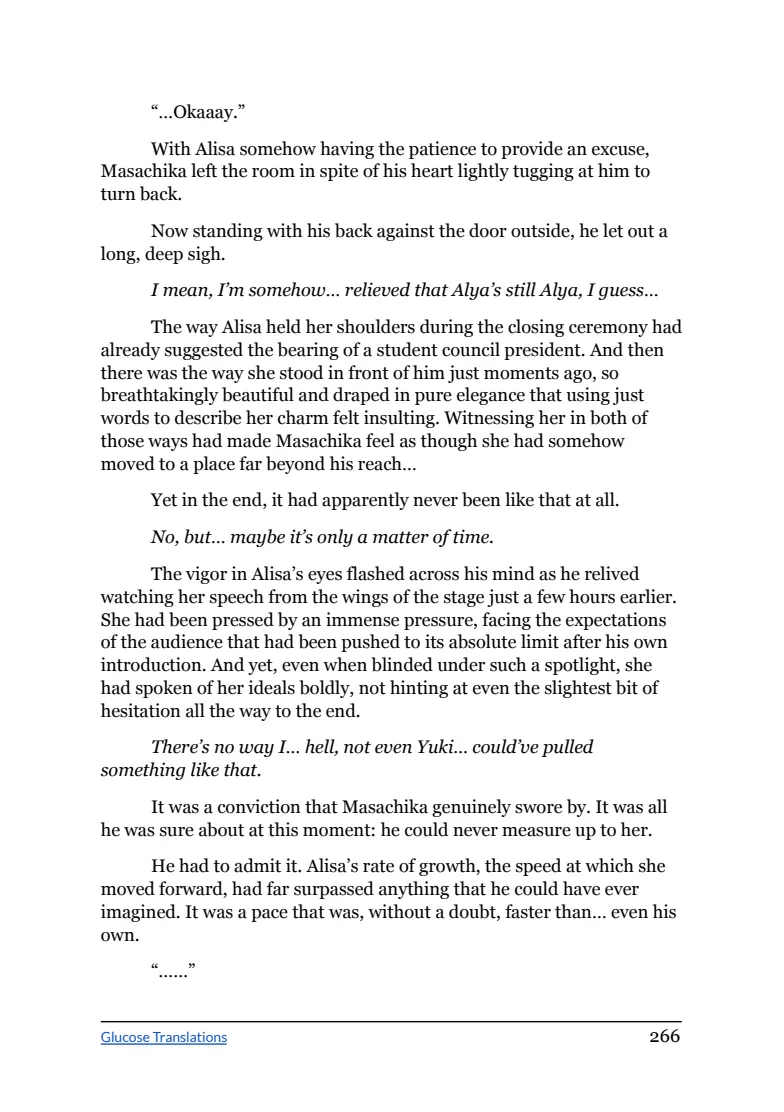 “…Okaaay.”
With Alisa somehow having the patience to provide an excuse,
Masachika left the room in spite of his heart lightly tugging at him to
turn back.
Now standing with his back against the door outside, he let out a
long, deep sigh.
I mean, I’m somehow… relieved that Alya’s still Alya, I guess…
The way Alisa held her shoulders during the closing ceremony had
already suggested the bearing of a student council president. And then
there was the way she stood in front of him just moments ago, so
breathtakingly beautiful and draped in pure elegance that using just
words to describe her charm felt insulting. Witnessing her in both of
those ways had made Masachika feel as though she had somehow
moved to a place far beyond his reach…
Yet in the end, it had apparently never been like that at all.
No, but… maybe it’s only a matter of time.
The vigor in Alisa’s eyes flashed across his mind as he relived
watching her speech from the wings of the stage just a few hours earlier.
She had been pressed by an immense pressure, facing the expectations
of the audience that had been pushed to its absolute limit after his own
introduction. And yet, even when blinded under such a spotlight, she
had spoken of her ideals boldly, not hinting at even the slightest bit of
hesitation all the way to the end.
There’s no way I… hell, not even Yuki… could’ve pulled
something like that.
It was a conviction that Masachika genuinely swore by. It was all
he was sure about at this moment: he could never measure up to her.
He had to admit it. Alisa’s rate of growth, the speed at which she
moved forward, had far surpassed anything that he could have ever
imagined. It was a pace that was, without a doubt, faster than… even his
own.
“……”
Glucose Translations
266